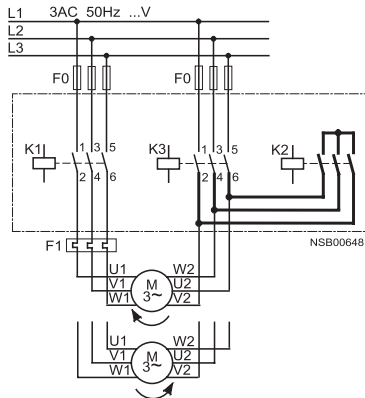 L1 3AC 50Hz ...V
L2
L3
F0 F0
K1 1 3 5 K3 1 3 5 K2
2 4 6 2 4 6
NSB00648
F1
U1 W2
V1 M U2
W1 3~ V2
U1 W2
V1 M U2
W1 3~ V2